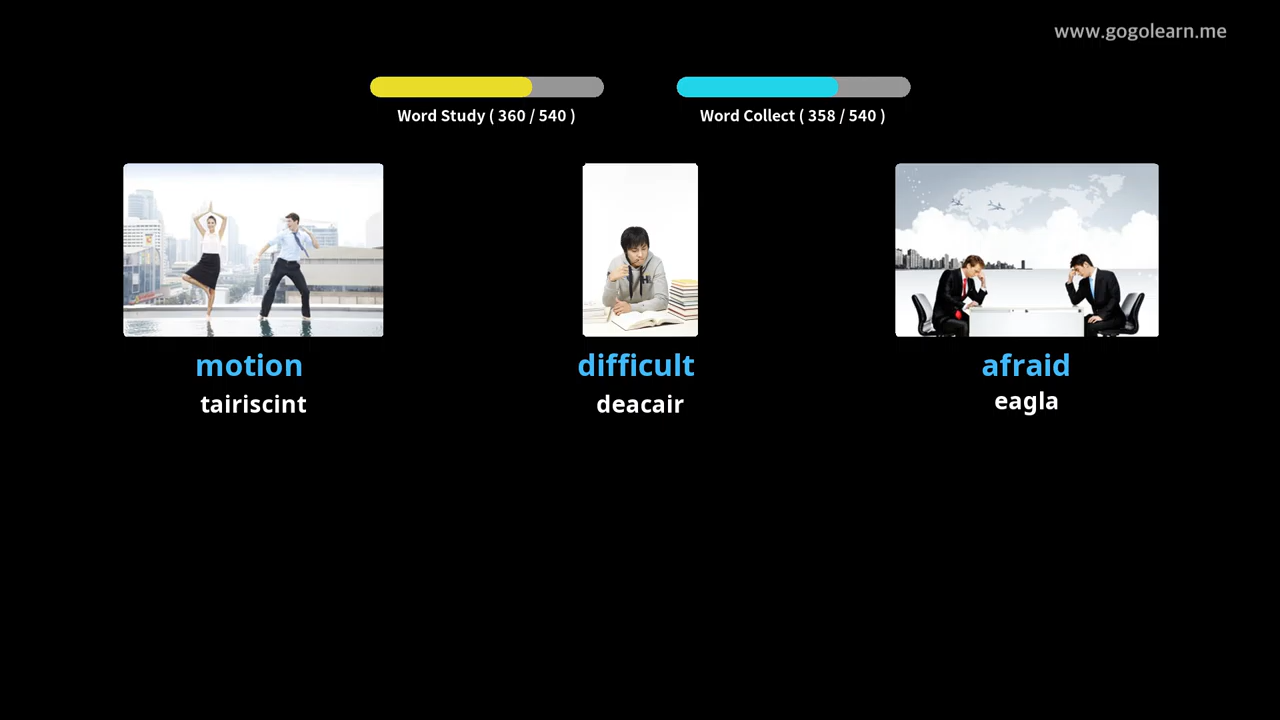 www.gogolearn.me
Word Study ( 360 / 540 )
Word Collect ( 358 / 540 )
motion
tairiscint
difficult
deacair
afraid
eagla